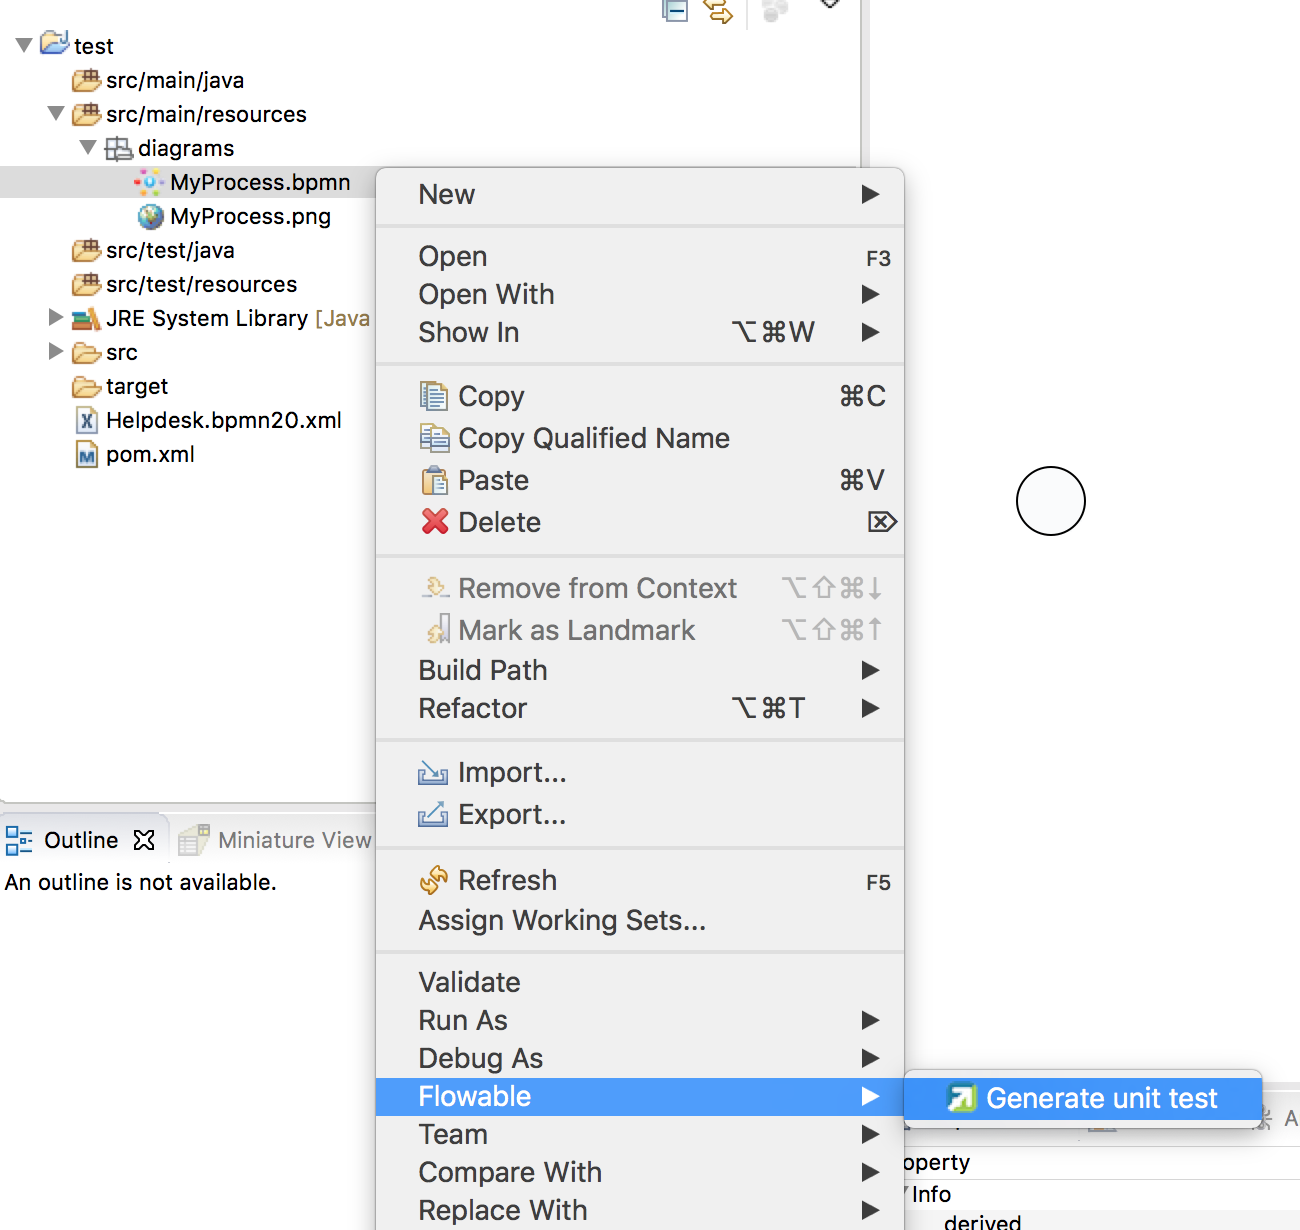 test
src/main/java
src/main/resources
diagrams
MyProcess.bpmn
MyProcess.png
src/test/java
src/test/resources
JRE System Library [Java
src
target
Helpdesk.bpmn20.xml
pom.xml
New
Open F3
Open With
Show In ⌥⌘W
Copy ⌘C
Copy Qualified Name
Paste ⌘V
Delete ⌦
Remove from Context ⌥⇧⌘↓
Mark as Landmark ⌥⇧⌘↑
Build Path
Refactor ⌥⌘T
Import...
Export...
Refresh F5
Assign Working Sets...
Validate
Run As
Debug As
Flowable
Team
Compare With
Replace With
Generate unit test
Outline
Miniature View
An outline is not available.
A
operty
Info
derived